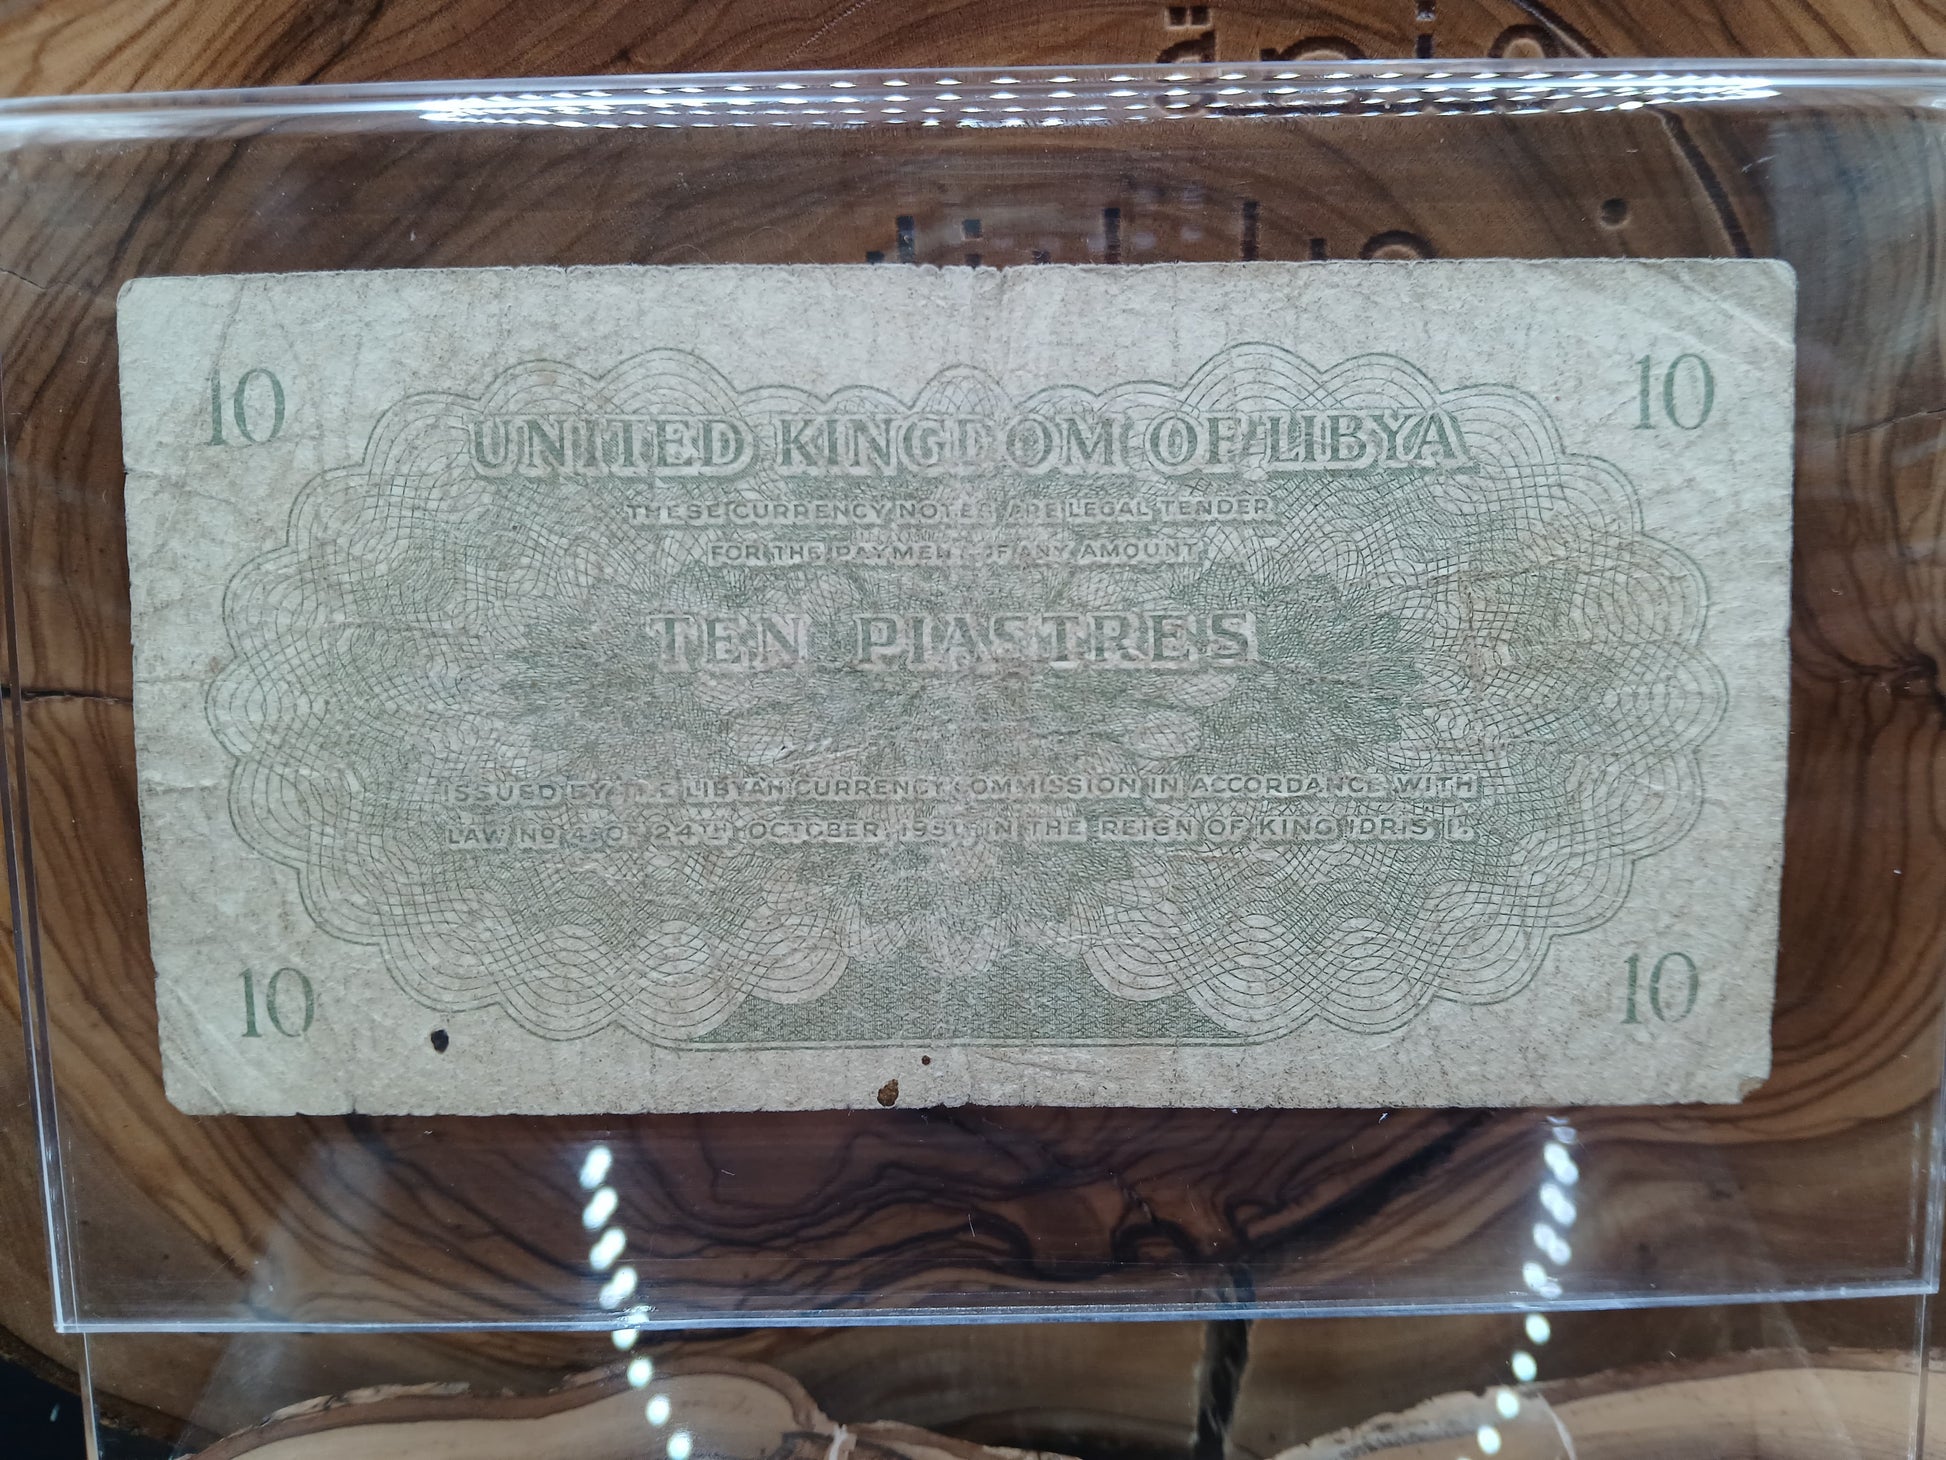 10 10
UNITED KINGDOM OF LIBYA
THESE CURRENCY NOTES ARE LEGAL TENDER
FOR THE PAYMENT OF ANY AMOUNT
TEN PIASTRES
ISSUED BY THE LIBYAN CURRENCY COMMISSION IN ACCORDANCE WITH
LAW Nº 4 OF 24TH OCTOBER, 1951. IN THE REIGN OF KING IDRIS I.
10 10